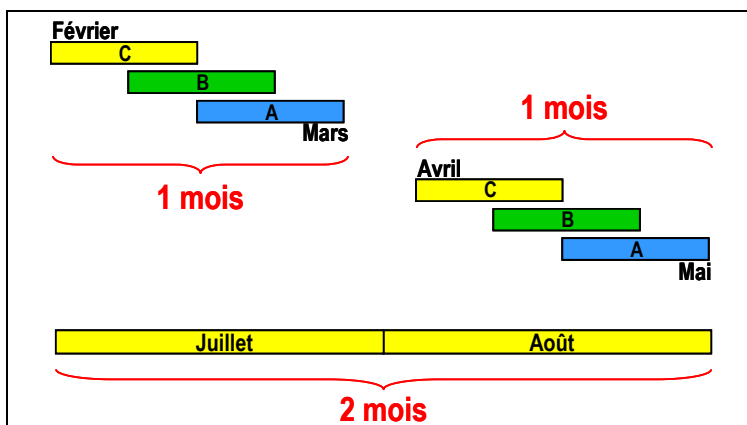 Février
C
B
A
Mars
1 mois
1 mois
Avril
C
B
A
Mai
Juillet Août
2 mois